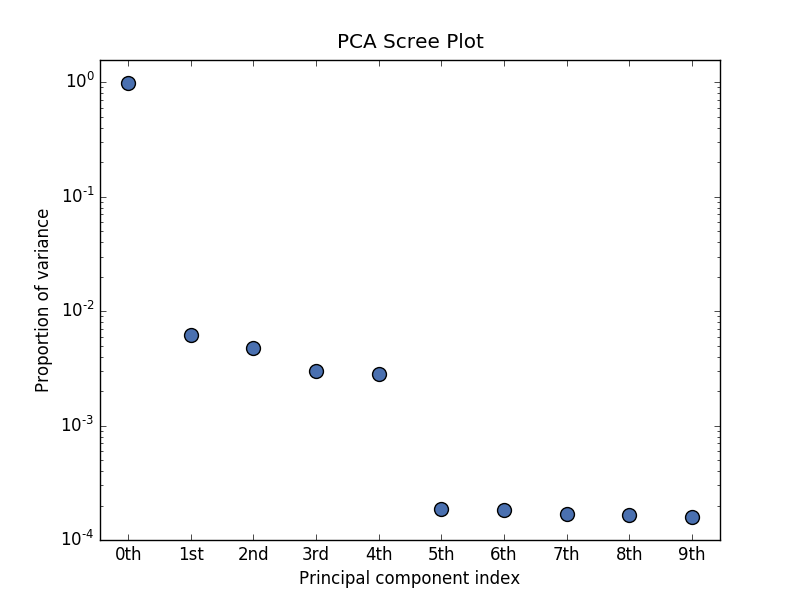 PCA Scree Plot
Proportion of variance
10^0
10^-1
10^-2
10^-3
10^-4
0th 1st 2nd 3rd 4th 5th 6th 7th 8th 9th
Principal component index